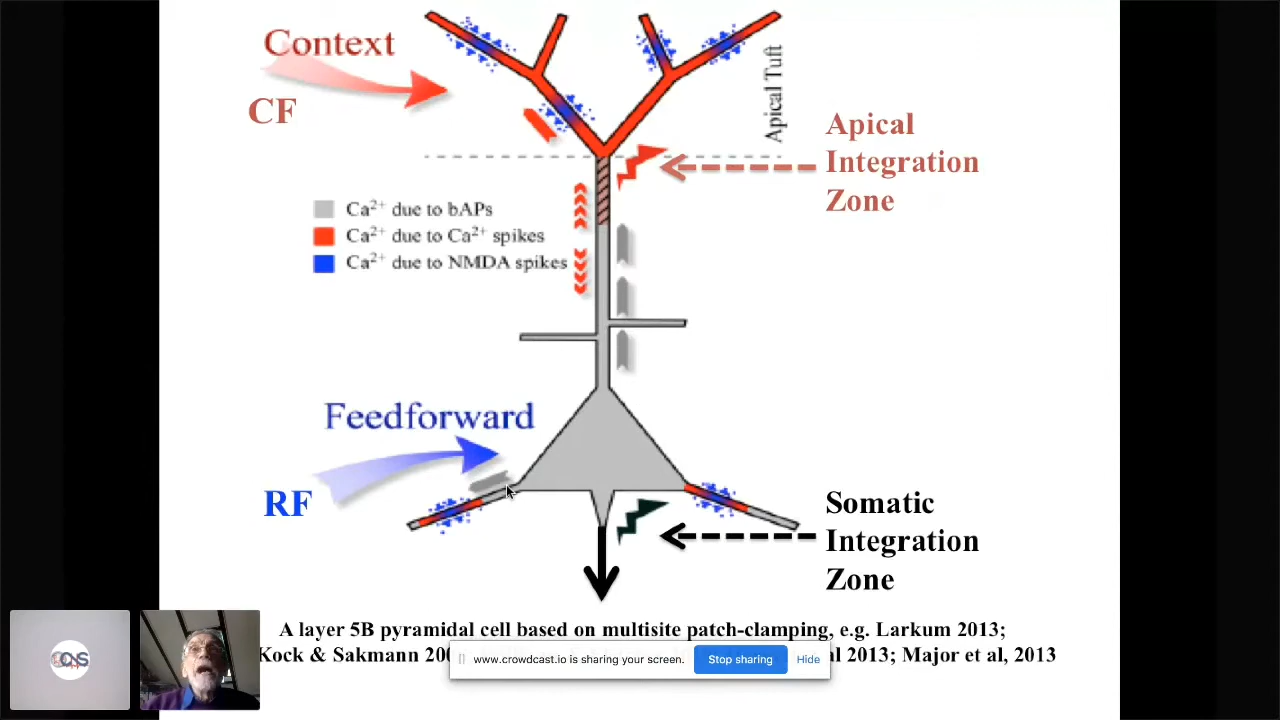 Context
CF
Apical Tuft
Apical
Integration
Zone
Ca2+ due to bAPs
Ca2+ due to Ca2+ spikes
Ca2+ due to NMDA spikes
Feedforward
RF
Somatic
Integration
Zone
A layer 5B pyramidal cell based on multisite patch-clamping, e.g. Larkum 2013;
Kock & Sakmann 200 al 2013; Major et al, 2013
www.crowdcast.io is sharing your screen. Stop sharing Hide